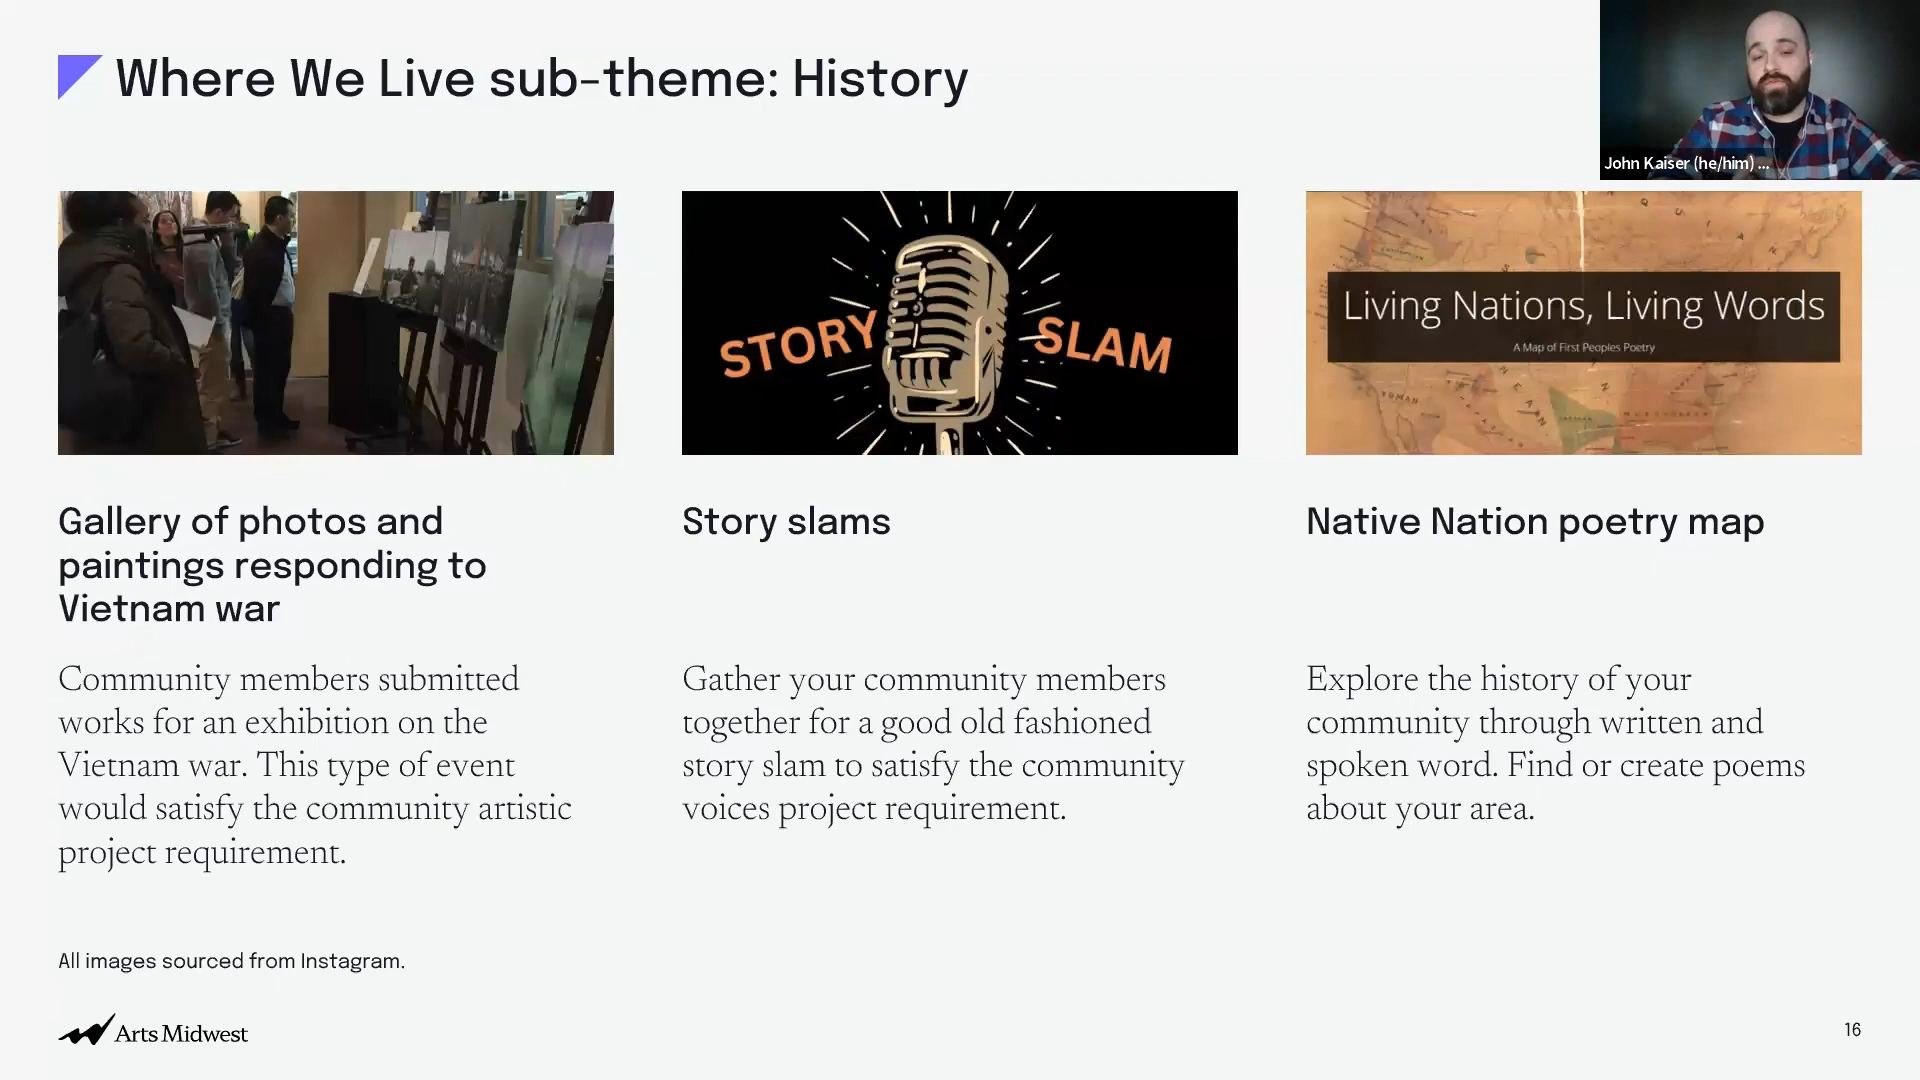 Where We Live sub-theme: History
John Kaiser (he/him) ...
STORY SLAM
Living Nations, Living Words
A Map of First Peoples Poetry
Gallery of photos and
paintings responding to
Vietnam war
Community members submitted
works for an exhibition on the
Vietnam war. This type of event
would satisfy the community artistic
project requirement.
Story slams
Gather your community members
together for a good old fashioned
story slam to satisfy the community
voices project requirement.
Native Nation poetry map
Explore the history of your
community through written and
spoken word. Find or create poems
about your area.
All images sourced from Instagram.
Arts Midwest
16